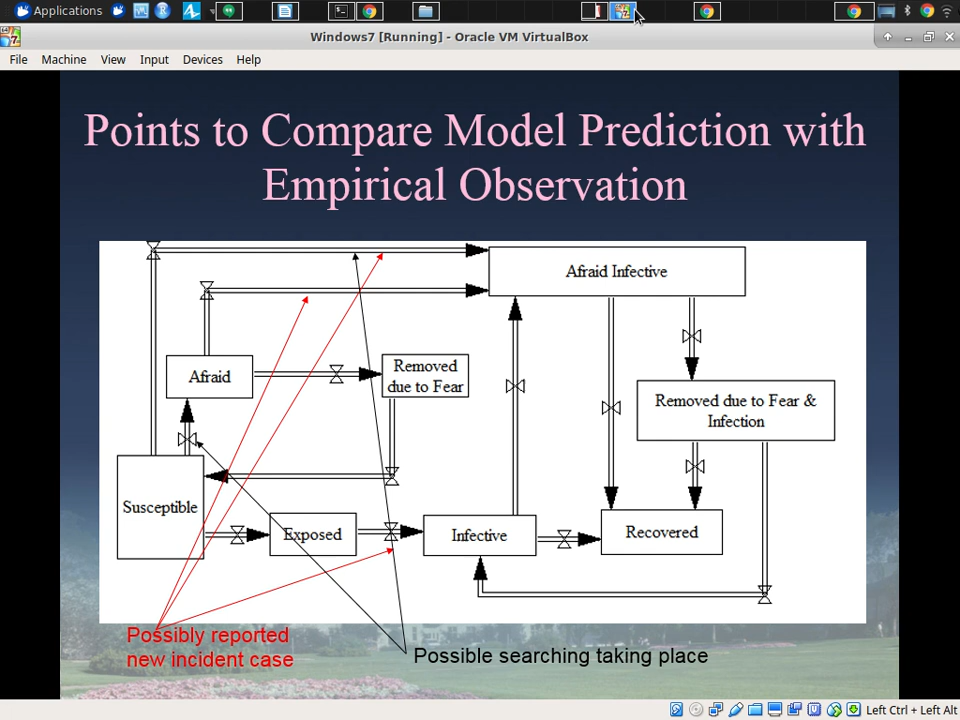 Applications
Windows7 [Running] - Oracle VM VirtualBox
File Machine View Input Devices Help
Points to Compare Model Prediction with
Empirical Observation
Afraid Infective
Afraid
Removed
due to Fear
Removed due to Fear &
Infection
Susceptible
Exposed
Infective
Recovered
Possibly reported
new incident case
Possible searching taking place
Left Ctrl + Left Alt